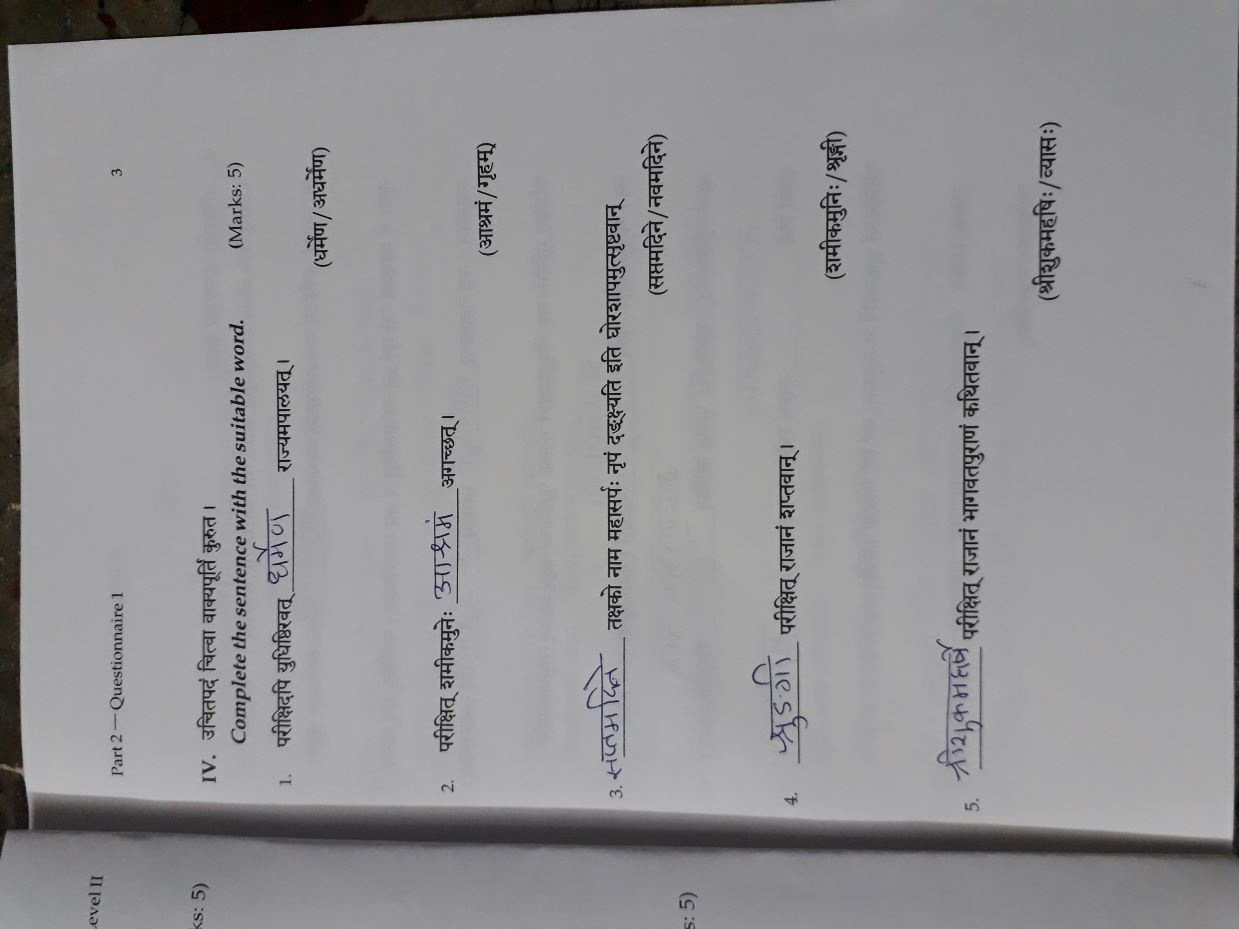 Level II
Part 2 — Questionnaire 1
3
ks: 5)
IV. उचितपदं चित्वा वाक्यपूर्तिं कुरुत।
Complete the sentence with the suitable word. (Marks: 5)
1. परीक्षिदपि युधिष्ठिरवत् धर्मेण राज्यमपालयत्।
(धर्मेण/अधर्मेण)
2. परीक्षित् शमीकमुनेः आश्रमं अगच्छत्।
(आश्रमं/गृहम्)
3. सप्तमदिने तक्षको नाम महासर्पः नृपं दङ्क्ष्यति इति घोरशापमुत्सृष्टवान्
(सप्तमदिने/नवमदिने)
s: 5)
4. श्रुङगी परीक्षित् राजानं शप्तवान्।
(शमीकमुनिः/श्रृङ्गी)
5. श्रीशुकमहर्षे परीक्षित् राजानं भागवतपुराणं कथितवान्।
(श्रीशुकमहषिः/व्यासः)